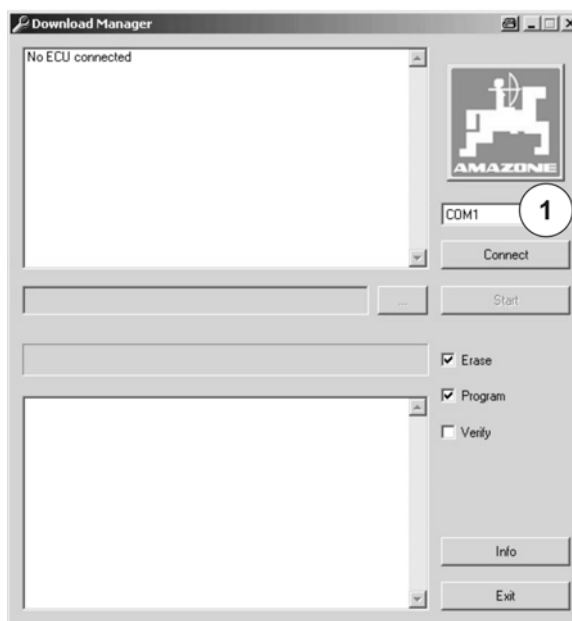 Download Manager
No ECU connected
AMAZONE
COM1
1
Connect
...
Start
Erase
Program
Verify
Info
Exit